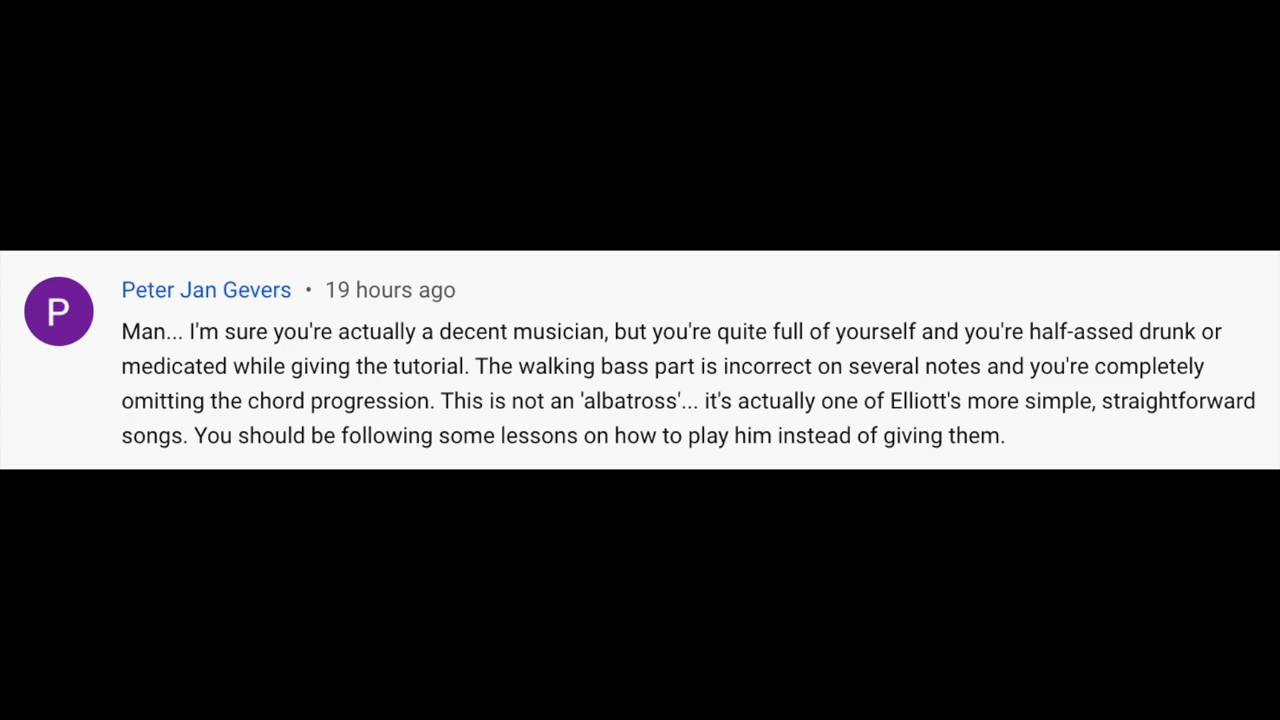 P
Peter Jan Gevers • 19 hours ago
Man... I'm sure you're actually a decent musician, but you're quite full of yourself and you're half-assed drunk or
medicated while giving the tutorial. The walking bass part is incorrect on several notes and you're completely
omitting the chord progression. This is not an 'albatross'... it's actually one of Elliott's more simple, straightforward
songs. You should be following some lessons on how to play him instead of giving them.